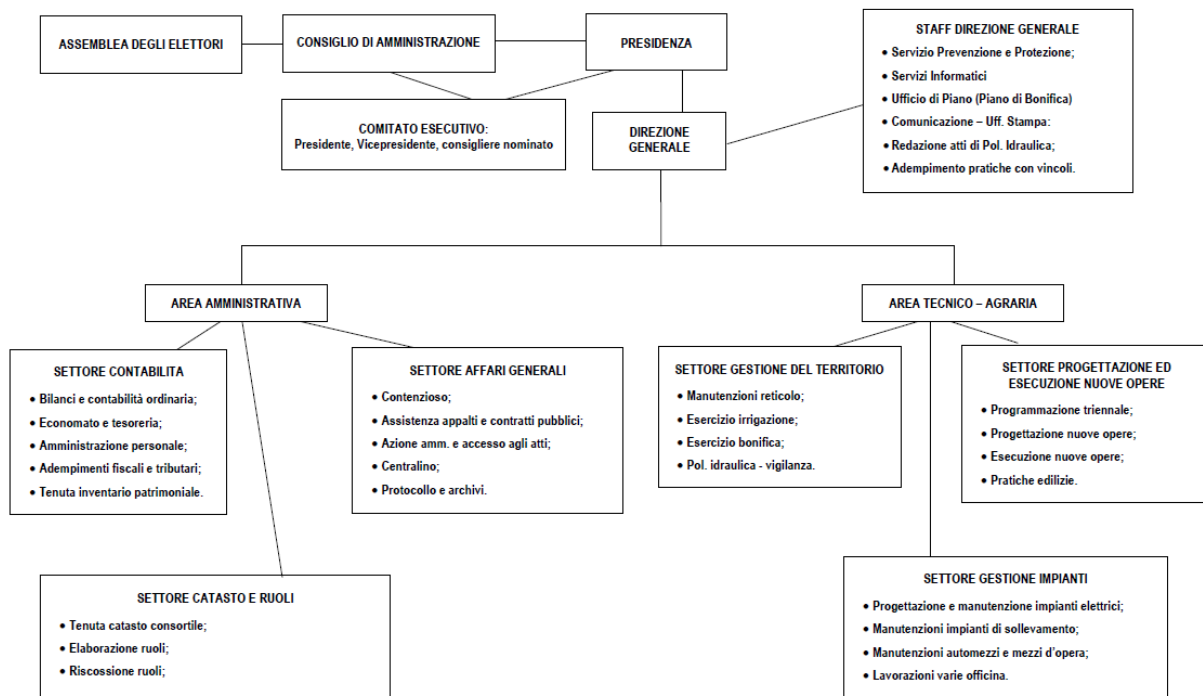 ASSEMBLEA DEGLI ELETTORI
CONSIGLIO DI AMMINISTRAZIONE
PRESIDENZA
STAFF DIREZIONE GENERALE
• Servizio Prevenzione e Protezione;
• Servizi Informatici
• Ufficio di Piano (Piano di Bonifica)
• Comunicazione – Uff. Stampa:
• Redazione atti di Pol. Idraulica;
• Adempimento pratiche con vincoli.
COMITATO ESECUTIVO:
Presidente, Vicepresidente, consigliere nominato
DIREZIONE
GENERALE
AREA AMMINISTRATIVA
AREA TECNICO – AGRARIA
SETTORE CONTABILITA
• Bilanci e contabilità ordinaria;
• Economato e tesoreria;
• Amministrazione personale;
• Adempimenti fiscali e tributari;
• Tenuta inventario patrimoniale.
SETTORE AFFARI GENERALI
• Contenzioso;
• Assistenza appalti e contratti pubblici;
• Azione amm. e accesso agli atti;
• Centralino;
• Protocollo e archivi.
SETTORE GESTIONE DEL TERRITORIO
• Manutenzioni reticolo;
• Esercizio irrigazione;
• Esercizio bonifica;
• Pol. idraulica - vigilanza.
SETTORE PROGETTAZIONE ED
ESECUZIONE NUOVE OPERE
• Programmazione triennale;
• Progettazione nuove opere;
• Esecuzione nuove opere;
• Pratiche edilizie.
SETTORE CATASTO E RUOLI
• Tenuta catasto consortile;
• Elaborazione ruoli;
• Riscossione ruoli;
SETTORE GESTIONE IMPIANTI
• Progettazione e manutenzione impianti elettrici;
• Manutenzioni impianti di sollevamento;
• Manutenzioni automezzi e mezzi d'opera;
• Lavorazioni varie officina.